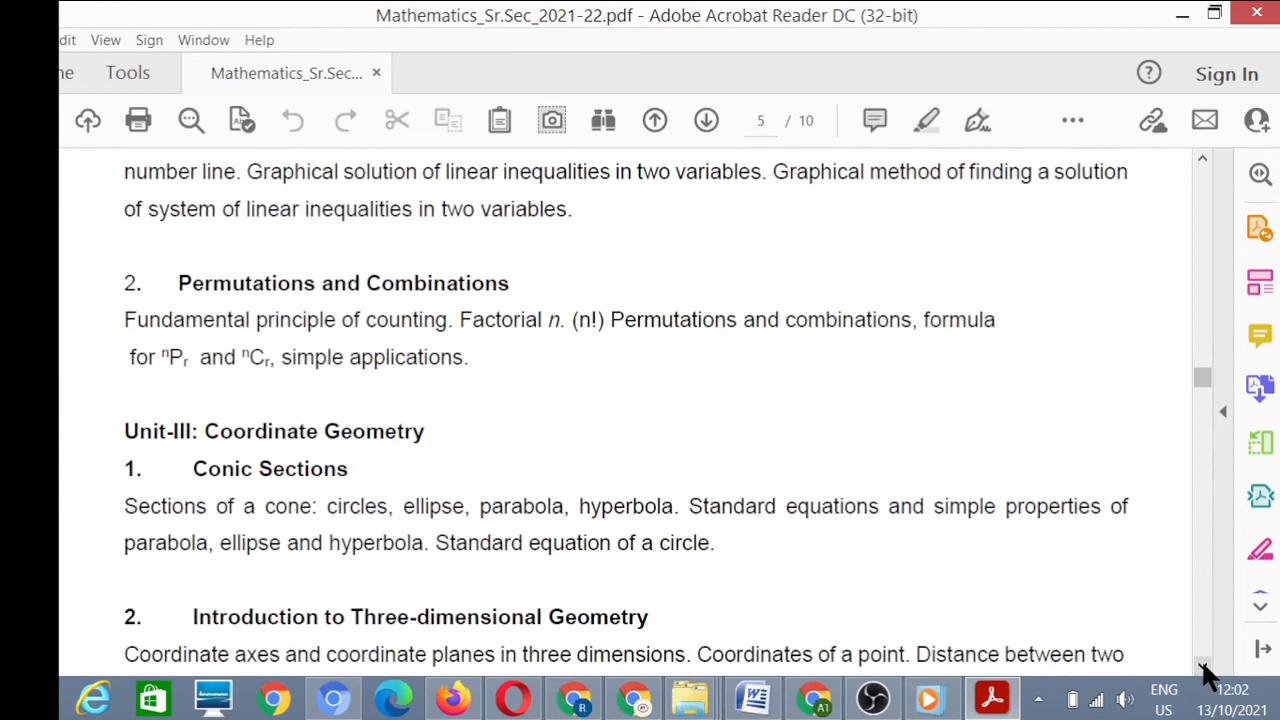 Mathematics_Sr.Sec_2021-22.pdf - Adobe Acrobat Reader DC (32-bit)
dit View Sign Window Help
me Tools Mathematics_Sr.Sec... × Sign In
5 / 10
number line. Graphical solution of linear inequalities in two variables. Graphical method of finding a solution
of system of linear inequalities in two variables.
2. Permutations and Combinations
Fundamental principle of counting. Factorial n. (n!) Permutations and combinations, formula
for ⁿPᵣ and ⁿCᵣ, simple applications.
Unit-III: Coordinate Geometry
1. Conic Sections
Sections of a cone: circles, ellipse, parabola, hyperbola. Standard equations and simple properties of
parabola, ellipse and hyperbola. Standard equation of a circle.
2. Introduction to Three-dimensional Geometry
Coordinate axes and coordinate planes in three dimensions. Coordinates of a point. Distance between two
ENG 12:02
US 13/10/2021